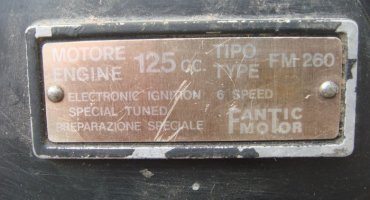 MOTORE 125 CC. TIPO FM-260
ENGINE TYPE
ELECTRONIC IGNITION 6 SPEED
SPECIAL TUNED
PREPARAZIONE SPECIALE
FANTIC
MOTOR